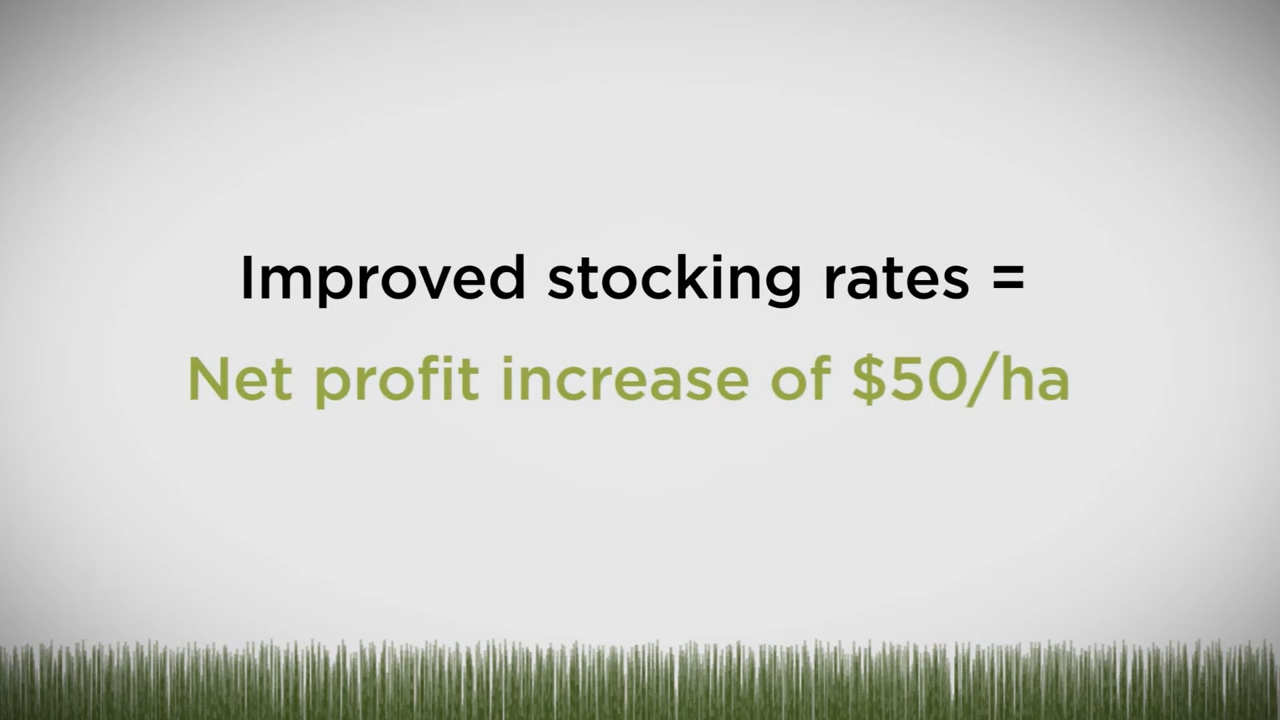 Improved stocking rates =
Net profit increase of $50/ha